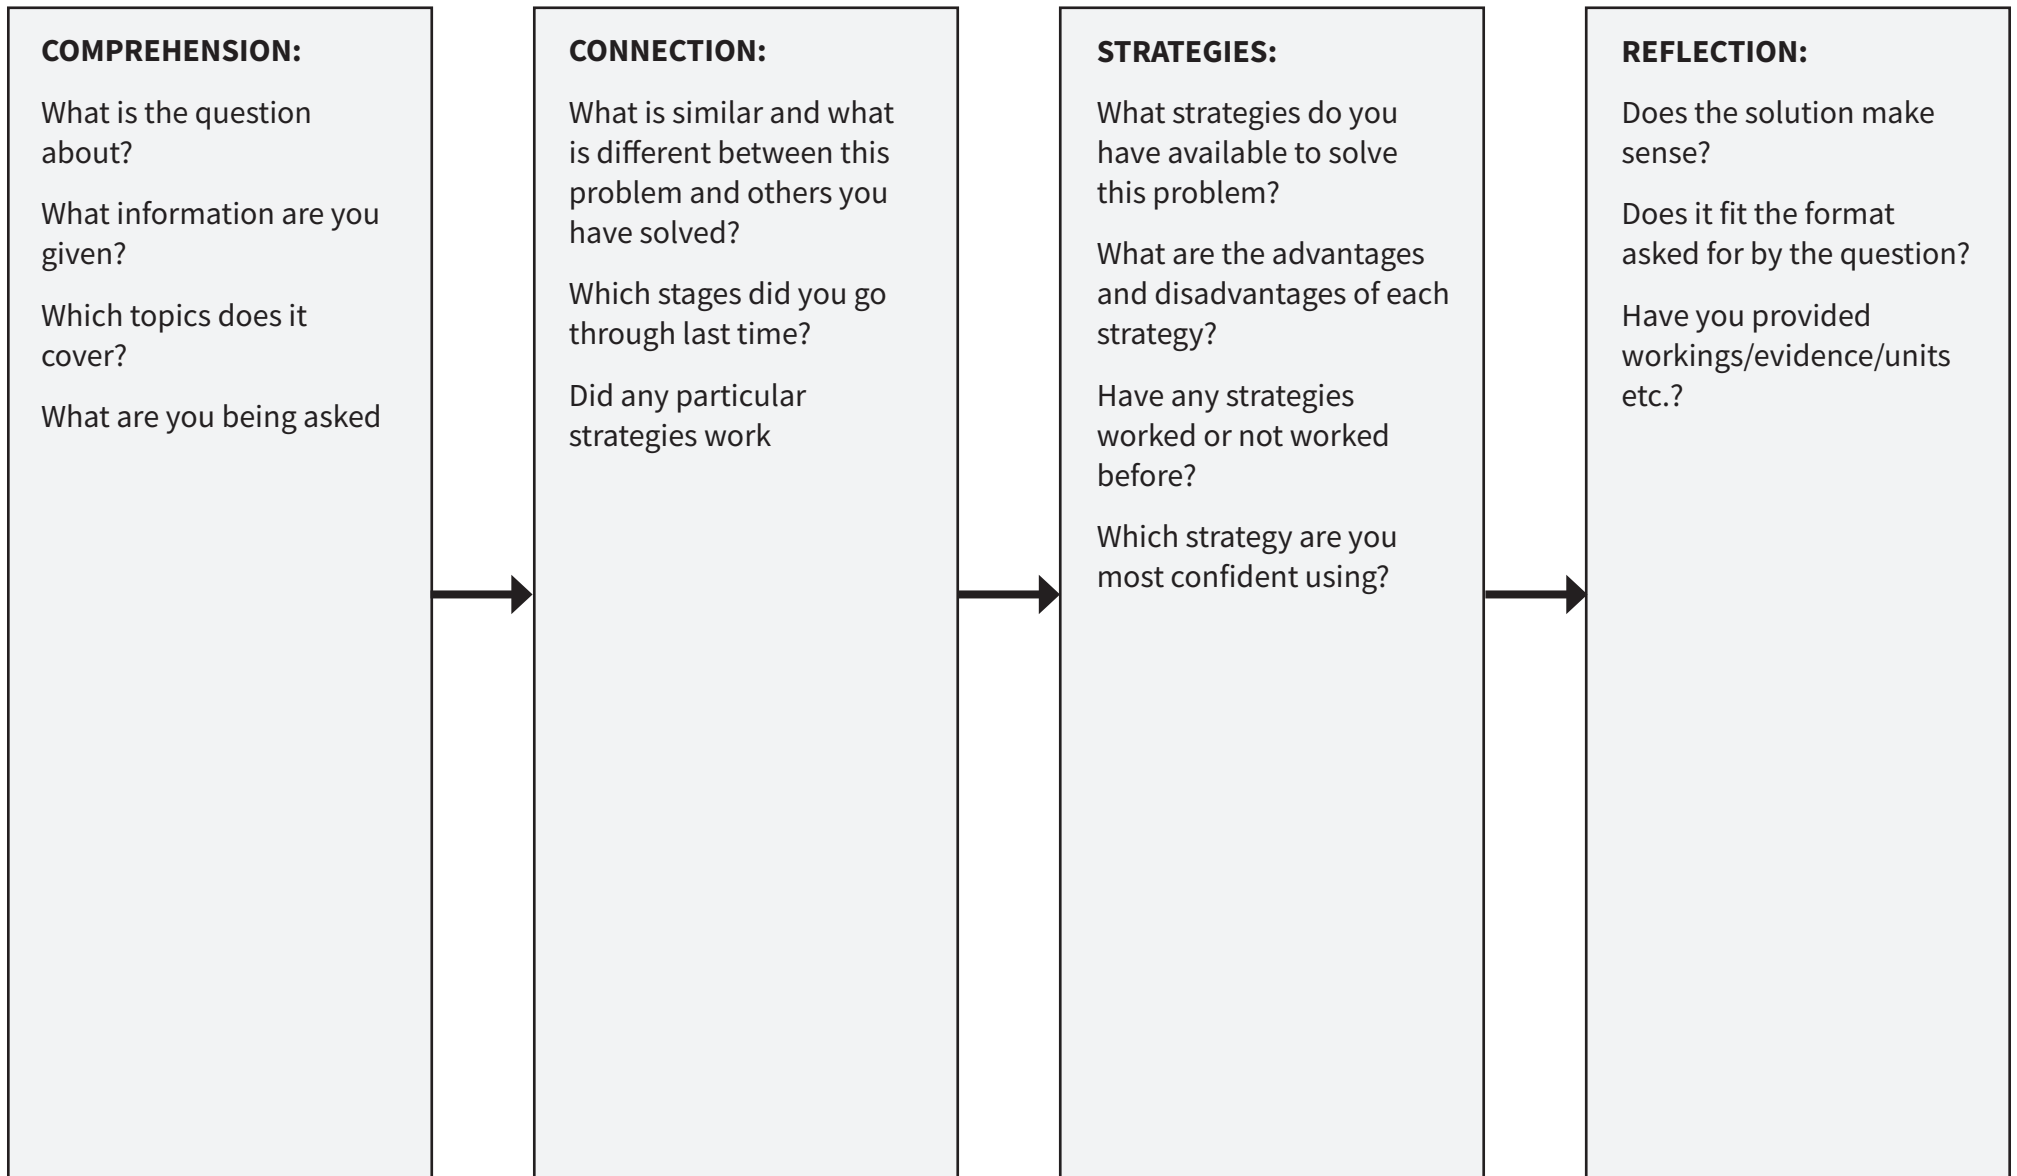 COMPREHENSION:
What is the question
about?
What information are you
given?
Which topics does it
cover?
What are you being asked
CONNECTION:
What is similar and what
is different between this
problem and others you
have solved?
Which stages did you go
through last time?
Did any particular
strategies work
STRATEGIES:
What strategies do you
have available to solve
this problem?
What are the advantages
and disadvantages of each
strategy?
Have any strategies
worked or not worked
before?
Which strategy are you
most confident using?
REFLECTION:
Does the solution make
sense?
Does it fit the format
asked for by the question?
Have you provided
workings/evidence/units
etc.?